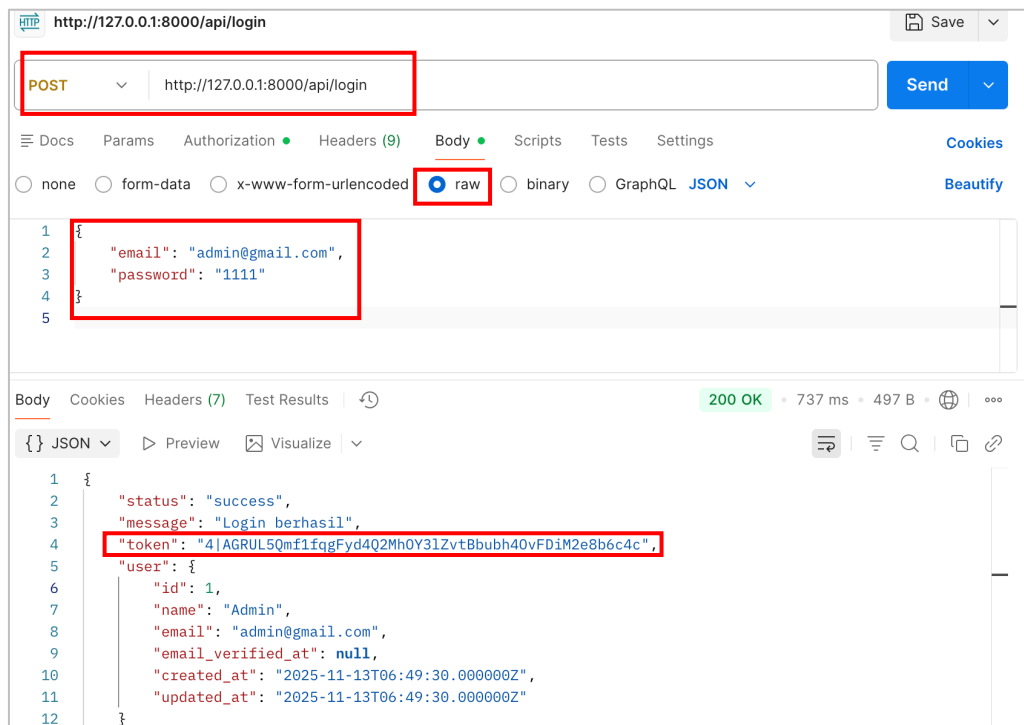 HTTP http://127.0.0.1:8000/api/login Save
POST http://127.0.0.1:8000/api/login Send
Docs Params Authorization Headers (9) Body Scripts Tests Settings Cookies
none form-data x-www-form-urlencoded raw binary GraphQL JSON Beautify
1 {
2 "email": "admin@gmail.com",
3 "password": "1111"
4 }
5
Body Cookies Headers (7) Test Results 200 OK • 737 ms • 497 B •
{} JSON Preview Visualize
1 {
2 "status": "success",
3 "message": "Login berhasil",
4 "token": "4|AGRUL5Qmf1fqgFyd4Q2MhOY3lZvtBbubh4OvFDiM2e8b6c4c",
5 "user": {
6 "id": 1,
7 "name": "Admin",
8 "email": "admin@gmail.com",
9 "email_verified_at": null,
10 "created_at": "2025-11-13T06:49:30.000000Z",
11 "updated_at": "2025-11-13T06:49:30.000000Z"
12 }